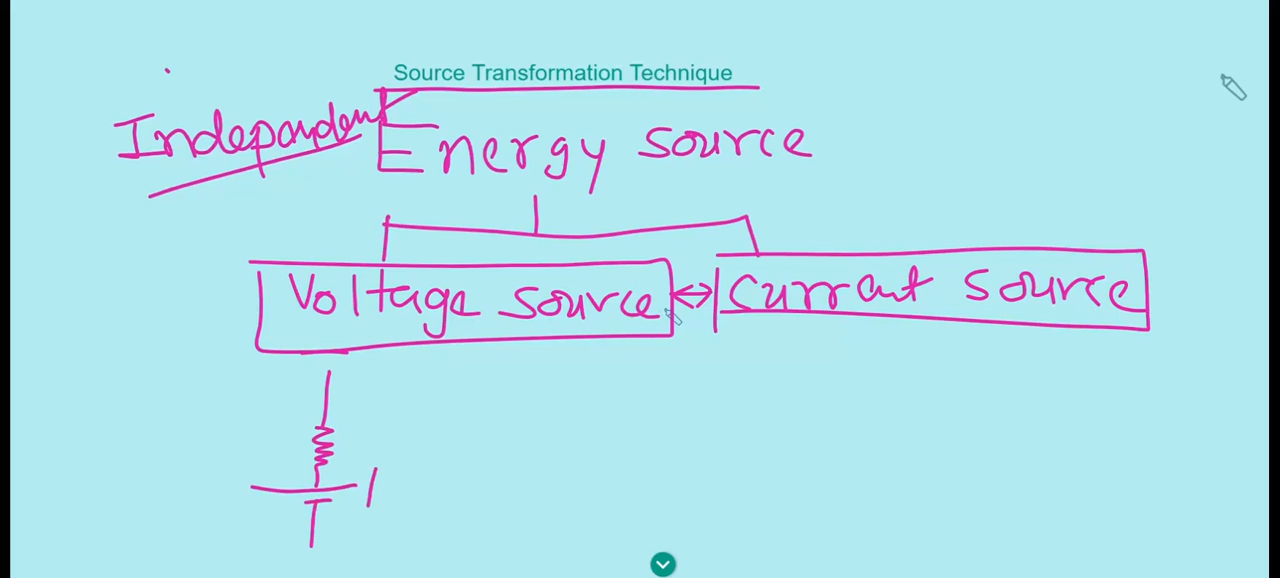 Source Transformation Technique
Independent Energy source
Voltage source
Current source